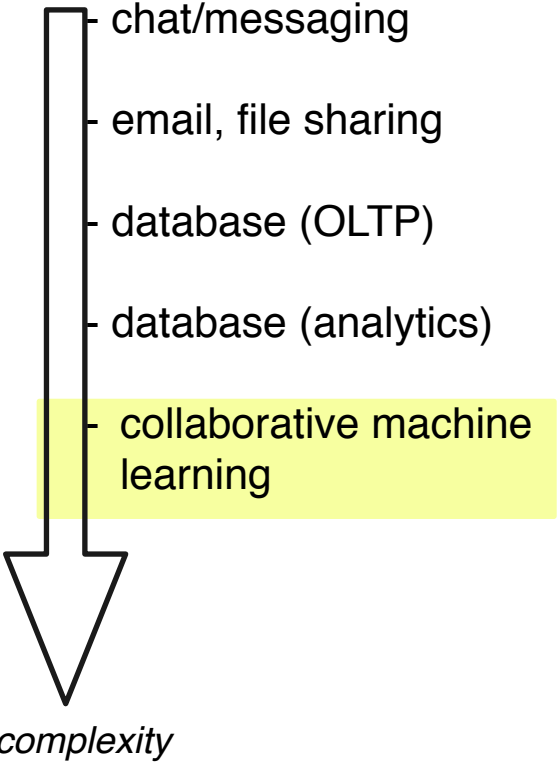 - chat/messaging
- email, file sharing
- database (OLTP)
- database (analytics)
- collaborative machine
learning
complexity